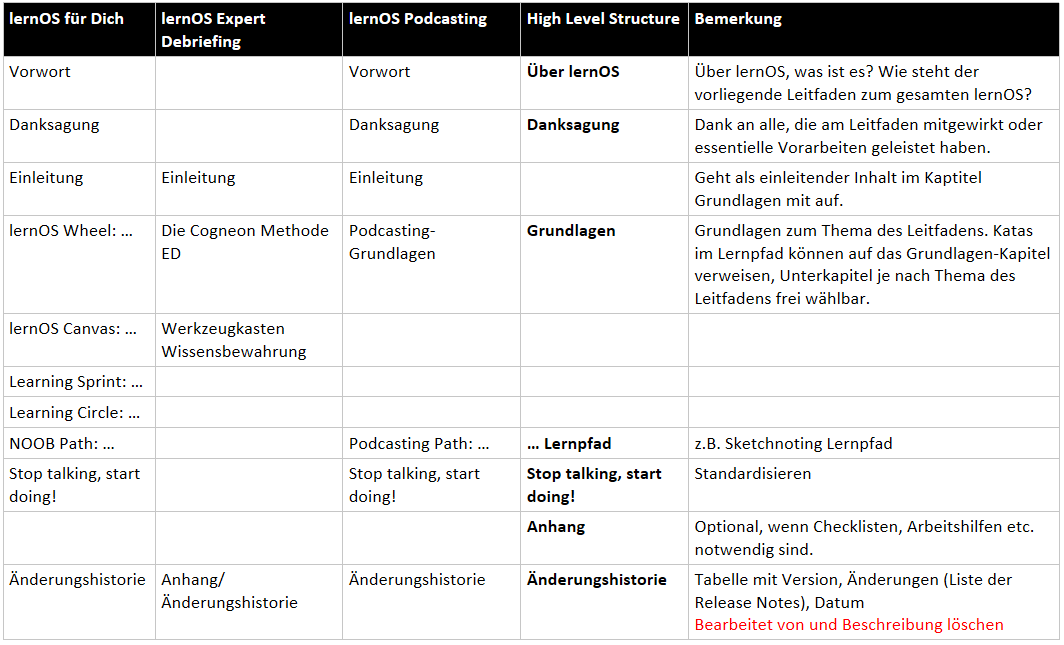 lernOS für Dich
lernOS Expert
Debriefing
lernOS Podcasting
High Level Structure
Bemerkung
Vorwort
Vorwort
Über lernOS
Über lernOS, was ist es? Wie steht der
vorliegende Leitfaden zum gesamten lernOS?
Danksagung
Danksagung
Danksagung
Dank an alle, die am Leitfaden mitgewirkt oder
essentielle Vorarbeiten geleistet haben.
Einleitung
Einleitung
Einleitung
Geht als einleitender Inhalt im Kaptitel
Grundlagen mit auf.
lernOS Wheel: …
Die Cogneon Methode
ED
Podcasting-
Grundlagen
Grundlagen
Grundlagen zum Thema des Leitfadens. Katas
im Lernpfad können auf das Grundlagen-Kapitel
verweisen, Unterkapitel je nach Thema des
Leitfadens frei wählbar.
lernOS Canvas: …
Werkzeugkasten
Wissensbewahrung
Learning Sprint: …
Learning Circle: …
NOOB Path: …
Podcasting Path: …
… Lernpfad
z.B. Sketchnoting Lernpfad
Stop talking, start
doing!
Stop talking, start
doing!
Stop talking, start
doing!
Standardisieren
Anhang
Optional, wenn Checklisten, Arbeitshilfen etc.
notwendig sind.
Änderungshistorie
Anhang/
Änderungshistorie
Änderungshistorie
Änderungshistorie
Tabelle mit Version, Änderungen (Liste der
Release Notes), Datum
Bearbeitet von und Beschreibung löschen